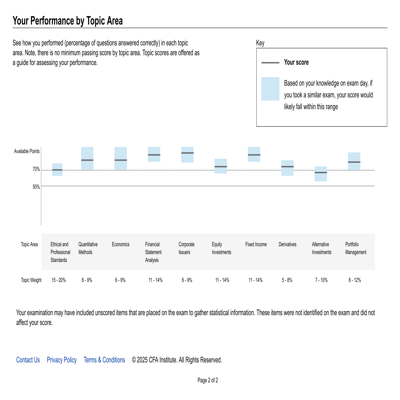 Your Performance by Topic Area
See how you performed (percentage of questions answered correctly) in each topic
area. Note, there is no minimum passing score by topic area. Topic scores are offered as
a guide for assessing your performance.
Key
Your score
Based on your knowledge on exam day, if
you took a similar exam, your score would
likely fall within this range
Available Points
70%
50%
Topic Area
Ethical and Professional Standards
Quantitative Methods
Economics
Financial Statement Analysis
Corporate Issuers
Equity Investments
Fixed Income
Derivatives
Alternative Investments
Portfolio Management
Topic Weight 15 - 20% 6 - 9% 6 - 9% 11 - 14% 6 - 9% 11 - 14% 11 - 14% 5 - 8% 7 - 10% 8 - 12%
Your examination may have included unscored items that are placed on the exam to gather statistical information. These items were not identified on the exam and did not
affect your score.
Contact Us Privacy Policy Terms & Conditions © 2025 CFA Institute. All Rights Reserved.
Page 2 of 2